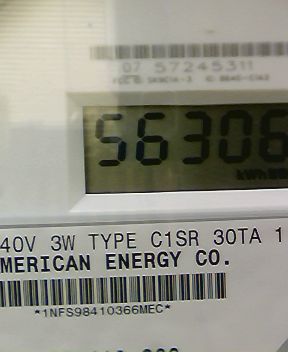 07 57245311
56306
kWh
40V 3W TYPE C1SR 30TA 1
MERICAN ENERGY CO.
*1NFS98410366MEC*